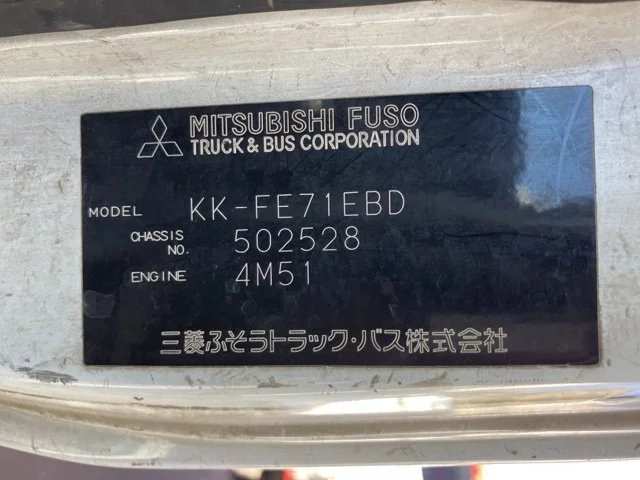 MITSUBISHI FUSO
TRUCK & BUS CORPORATION
MODEL KK-FE71EBD
CHASSIS NO. 502528
ENGINE 4M51
三菱ふそうトラック・バス株式会社